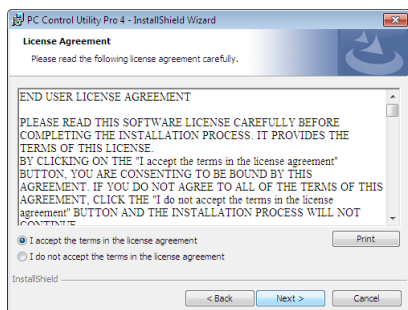 PC Control Utility Pro 4 - InstallShield Wizard
License Agreement
Please read the following license agreement carefully.
END USER LICENSE AGREEMENT
PLEASE READ THIS SOFTWARE LICENSE CAREFULLY BEFORE
COMPLETING THE INSTALLATION PROCESS. IT PROVIDES THE
TERMS OF THIS LICENSE.
BY CLICKING ON THE "I accept the terms in the license agreement"
BUTTON, YOU ARE CONSENTING TO BE BOUND BY THIS
AGREEMENT. IF YOU DO NOT AGREE TO ALL OF THE TERMS OF THIS
AGREEMENT, CLICK THE "I do not accept the terms in the license
agreement" BUTTON AND THE INSTALLATION PROCESS WILL NOT
CONTINUE.
I accept the terms in the license agreement
Print
I do not accept the terms in the license agreement
InstallShield
< Back
Next >
Cancel